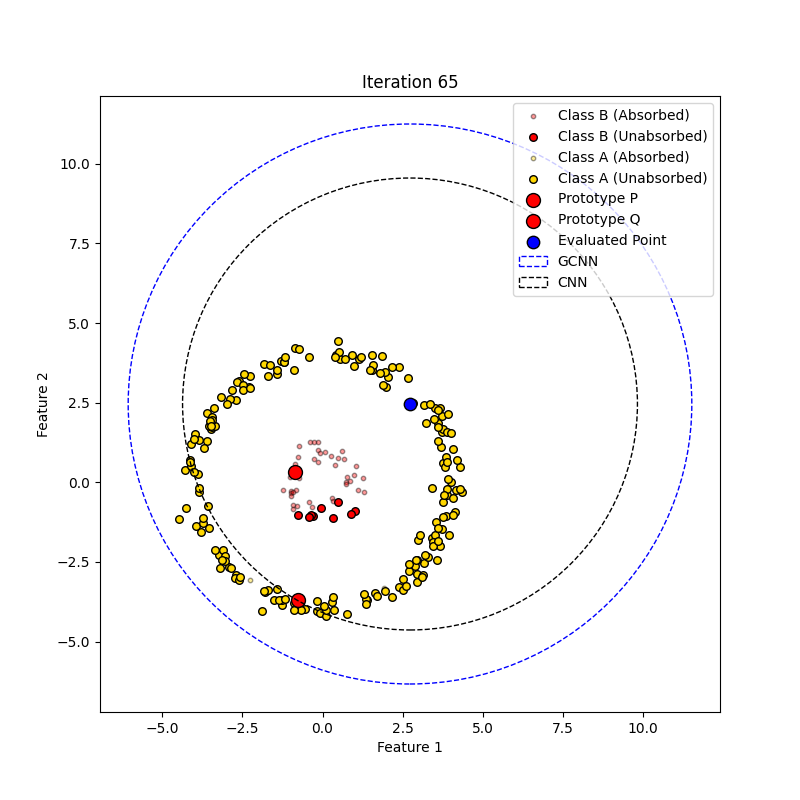 Iteration 65
Class B (Absorbed)
Class B (Unabsorbed)
Class A (Absorbed)
Class A (Unabsorbed)
Prototype P
Prototype Q
Evaluated Point
GCNN
CNN
Feature 2
10.0
7.5
5.0
2.5
0.0
−2.5
−5.0
−5.0 −2.5 0.0 2.5 5.0 7.5 10.0
Feature 1